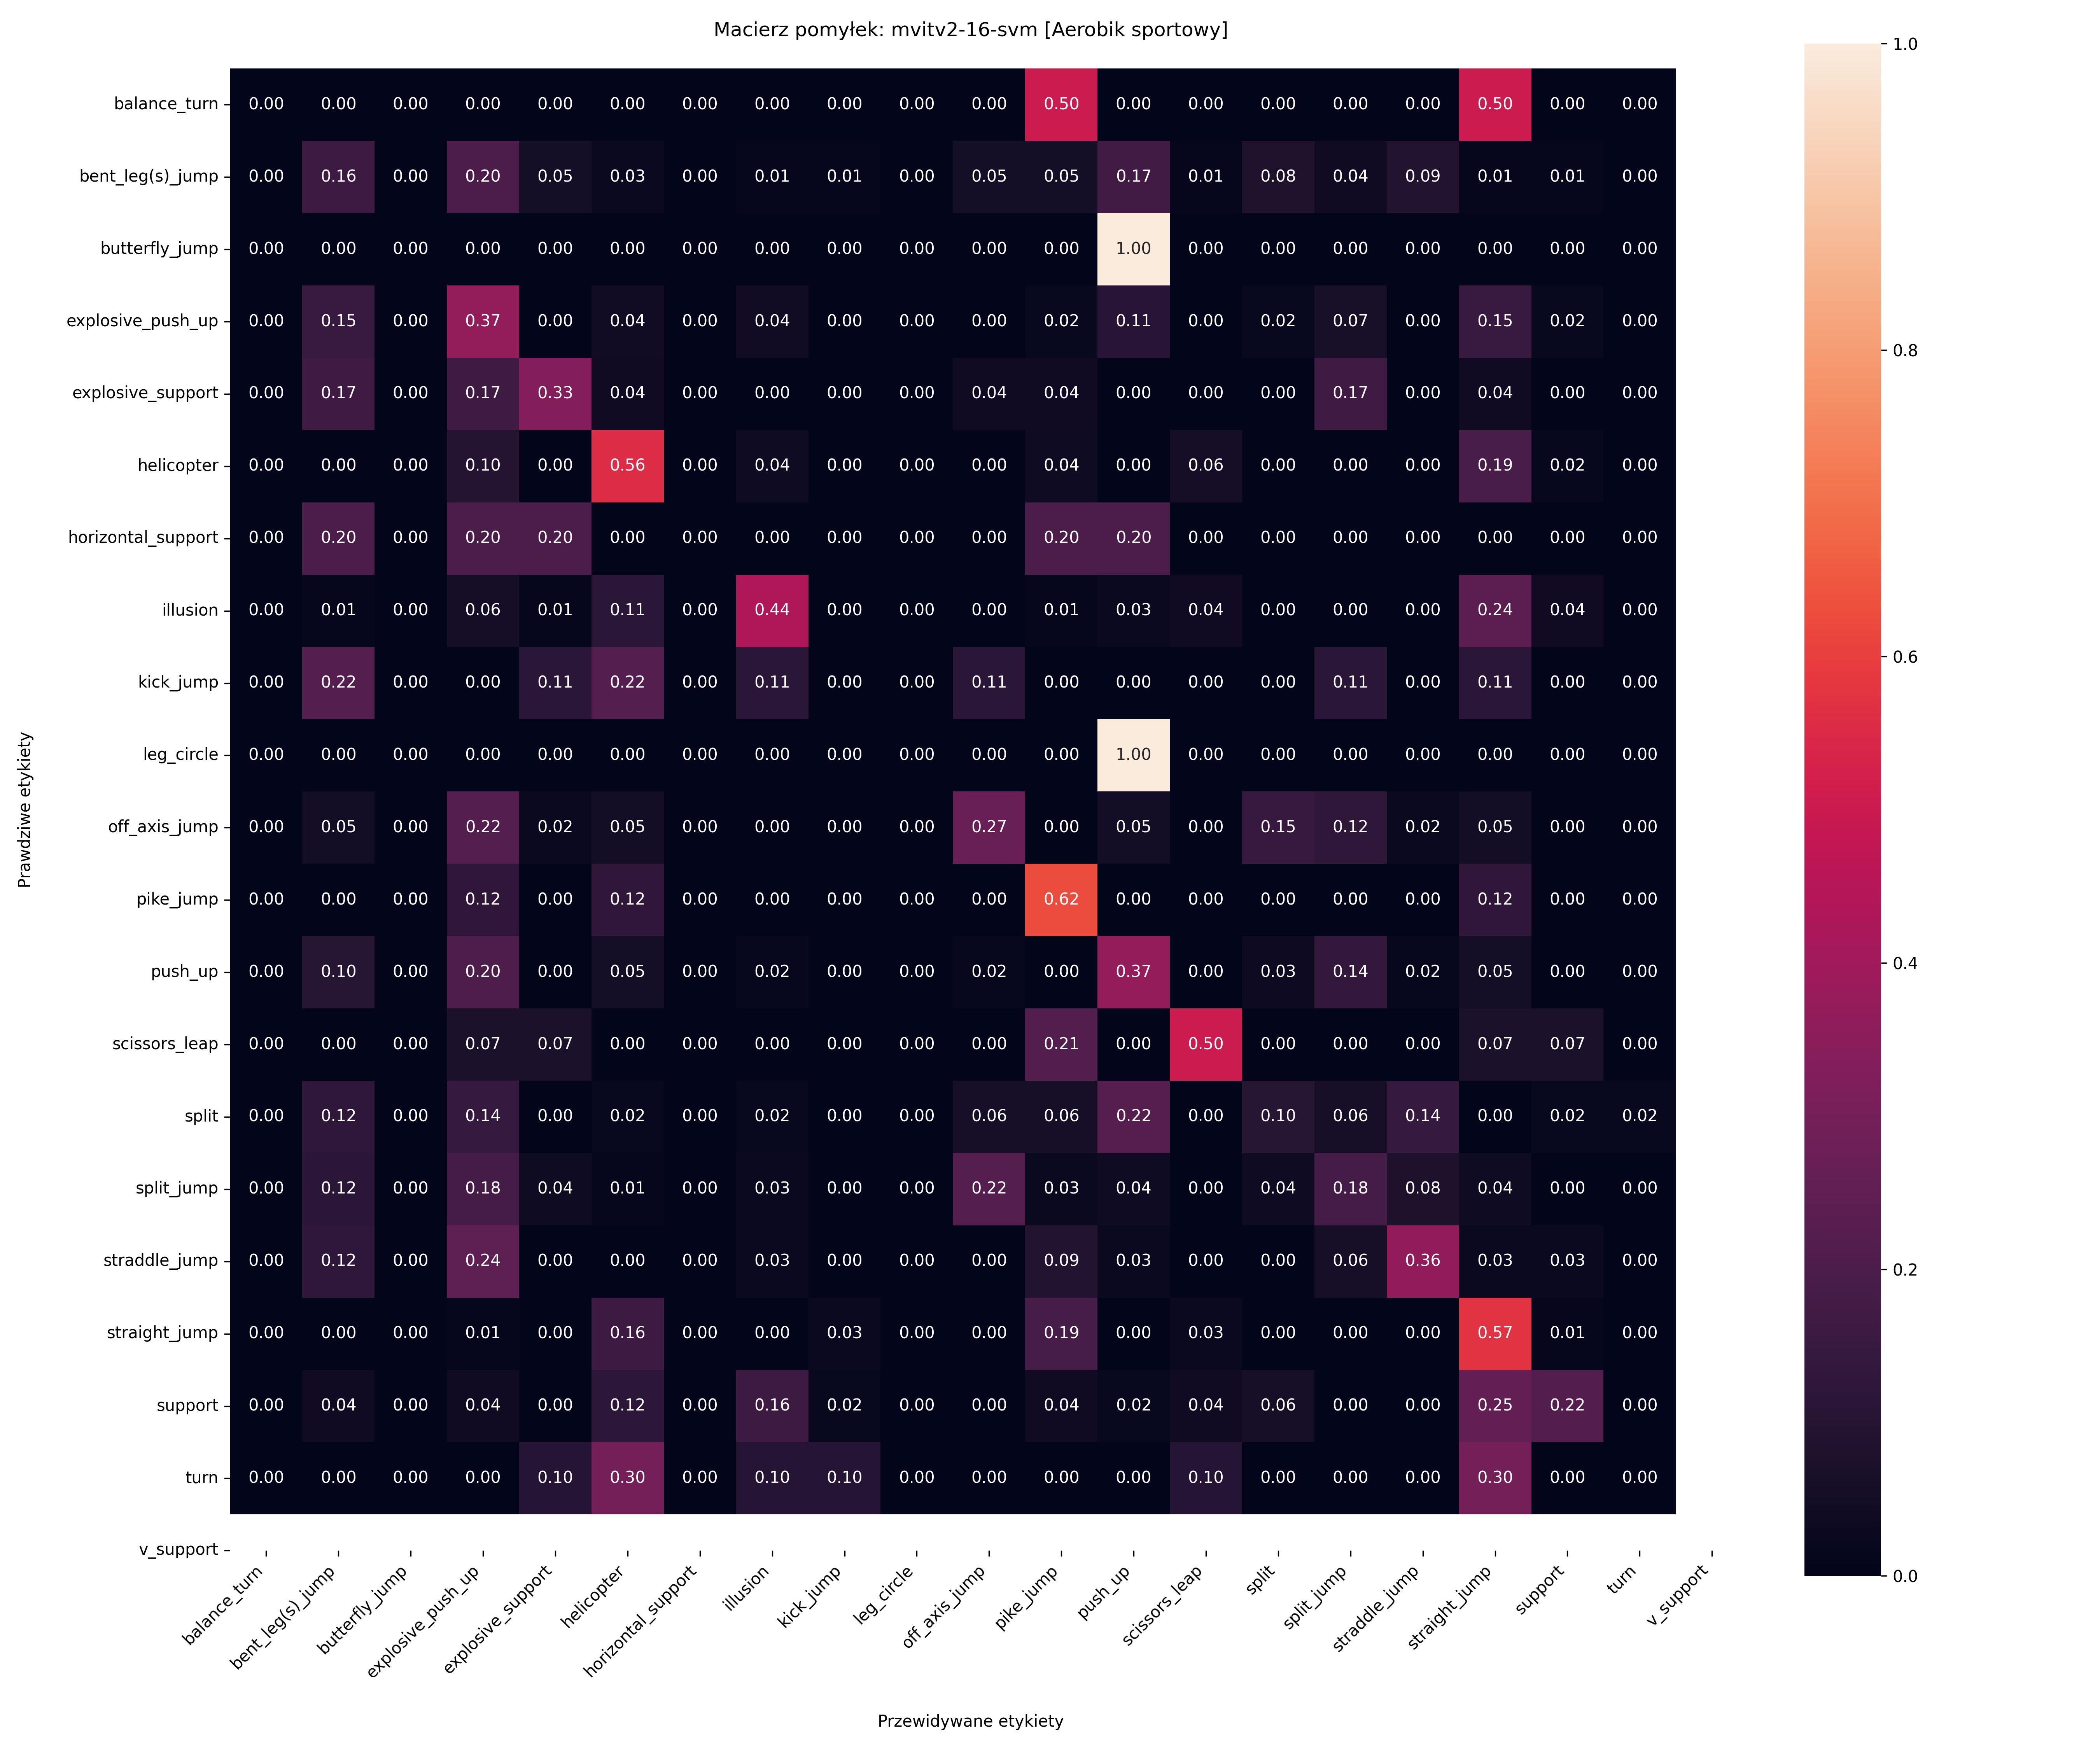 Macierz pomyłek: mvitv2-16-svm [Aerobik sportowy]
balance_turn 0.00 0.00 0.00 0.00 0.00 0.00 0.00 0.00 0.00 0.00 0.00 0.50 0.00 0.00 0.00 0.00 0.00 0.50 0.00 0.00
bent_leg(s)_jump 0.00 0.16 0.00 0.20 0.05 0.03 0.00 0.01 0.01 0.00 0.05 0.05 0.17 0.01 0.08 0.04 0.09 0.01 0.01 0.00
butterfly_jump 0.00 0.00 0.00 0.00 0.00 0.00 0.00 0.00 0.00 0.00 0.00 0.00 1.00 0.00 0.00 0.00 0.00 0.00 0.00 0.00
explosive_push_up 0.00 0.15 0.00 0.37 0.00 0.04 0.00 0.04 0.00 0.00 0.00 0.02 0.11 0.00 0.02 0.07 0.00 0.15 0.02 0.00
explosive_support 0.00 0.17 0.00 0.17 0.33 0.04 0.00 0.00 0.00 0.00 0.04 0.04 0.00 0.00 0.00 0.17 0.00 0.04 0.00 0.00
helicopter 0.00 0.00 0.00 0.10 0.00 0.56 0.00 0.04 0.00 0.00 0.00 0.04 0.00 0.06 0.00 0.00 0.00 0.19 0.02 0.00
horizontal_support 0.00 0.20 0.00 0.20 0.20 0.00 0.00 0.00 0.00 0.00 0.00 0.20 0.20 0.00 0.00 0.00 0.00 0.00 0.00 0.00
illusion 0.00 0.01 0.00 0.06 0.01 0.11 0.00 0.44 0.00 0.00 0.00 0.01 0.03 0.04 0.00 0.00 0.00 0.24 0.04 0.00
kick_jump 0.00 0.22 0.00 0.00 0.11 0.22 0.00 0.11 0.00 0.00 0.11 0.00 0.00 0.00 0.00 0.11 0.00 0.11 0.00 0.00
leg_circle 0.00 0.00 0.00 0.00 0.00 0.00 0.00 0.00 0.00 0.00 0.00 0.00 1.00 0.00 0.00 0.00 0.00 0.00 0.00 0.00
off_axis_jump 0.00 0.05 0.00 0.22 0.02 0.05 0.00 0.00 0.00 0.00 0.27 0.00 0.05 0.00 0.15 0.12 0.02 0.05 0.00 0.00
pike_jump 0.00 0.00 0.00 0.12 0.00 0.12 0.00 0.00 0.00 0.00 0.00 0.62 0.00 0.00 0.00 0.00 0.00 0.12 0.00 0.00
push_up 0.00 0.10 0.00 0.20 0.00 0.05 0.00 0.02 0.00 0.00 0.02 0.00 0.37 0.00 0.03 0.14 0.02 0.05 0.00 0.00
scissors_leap 0.00 0.00 0.00 0.07 0.07 0.00 0.00 0.00 0.00 0.00 0.00 0.21 0.00 0.50 0.00 0.00 0.00 0.07 0.07 0.00
split 0.00 0.12 0.00 0.14 0.00 0.02 0.00 0.02 0.00 0.00 0.06 0.06 0.22 0.00 0.10 0.06 0.14 0.00 0.02 0.02
split_jump 0.00 0.12 0.00 0.18 0.04 0.01 0.00 0.03 0.00 0.00 0.22 0.03 0.04 0.00 0.04 0.18 0.08 0.04 0.00 0.00
straddle_jump 0.00 0.12 0.00 0.24 0.00 0.00 0.00 0.03 0.00 0.00 0.00 0.09 0.03 0.00 0.00 0.06 0.36 0.03 0.03 0.00
straight_jump 0.00 0.00 0.00 0.01 0.00 0.16 0.00 0.00 0.03 0.00 0.00 0.19 0.00 0.03 0.00 0.00 0.00 0.57 0.01 0.00
support 0.00 0.04 0.00 0.04 0.00 0.12 0.00 0.16 0.02 0.00 0.00 0.04 0.02 0.04 0.06 0.00 0.00 0.25 0.22 0.00
turn 0.00 0.00 0.00 0.00 0.10 0.30 0.00 0.10 0.10 0.00 0.00 0.00 0.00 0.10 0.00 0.00 0.00 0.30 0.00 0.00
v_support
balance_turn bent_leg(s)_jump butterfly_jump explosive_push_up explosive_support helicopter horizontal_support illusion kick_jump leg_circle off_axis_jump pike_jump push_up scissors_leap split split_jump straddle_jump straight_jump support turn v_support
Przewidywane etykiety
Prawdziwe etykiety
1.0
0.8
0.6
0.4
0.2
0.0